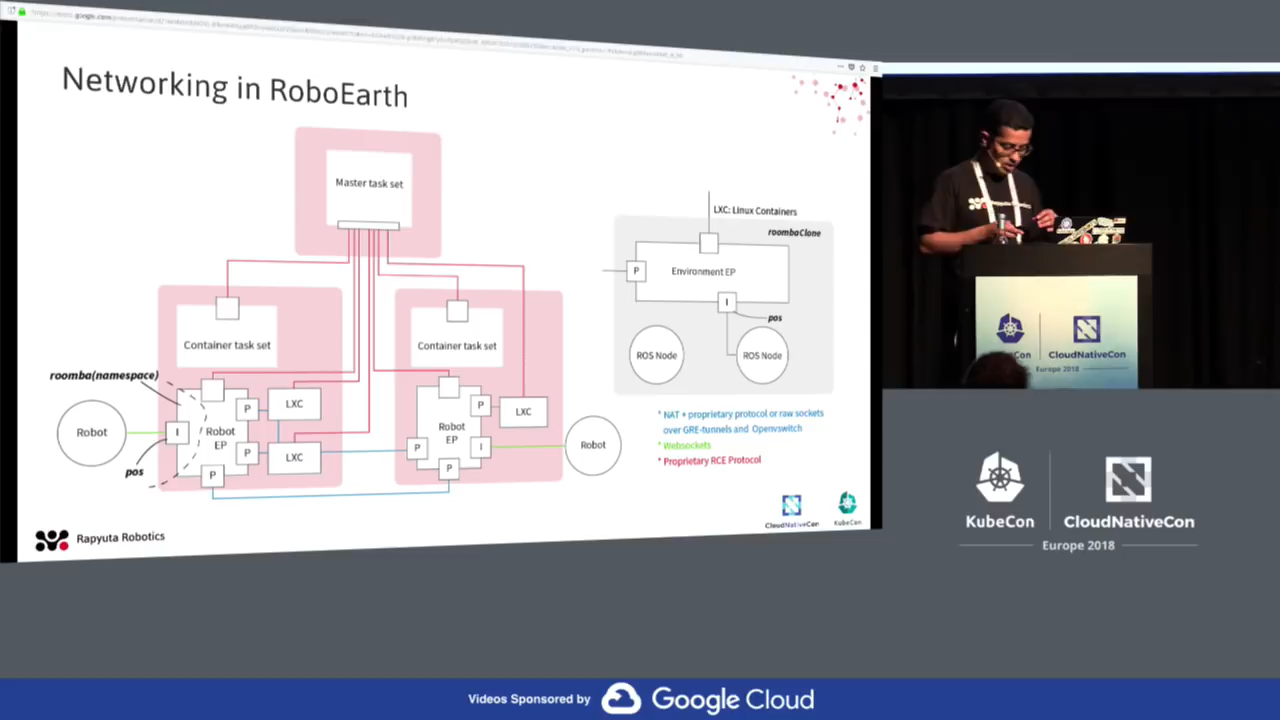 Networking in RoboEarth
Master task set
LXC: Linux Containers
roombaClone
P
Environment EP
I
pos
ROS Node
ROS Node
Container task set
Container task set
roomba(namespace)
Robot
I
pos
Robot
EP
P
P
P
LXC
LXC
Robot
EP
P
P
I
P
LXC
Robot
* NAT + proprietary protocol or raw sockets
over GRE-tunnels and Openvswitch
* Websockets
* Proprietary RCE Protocol
Rapyuta Robotics
CloudNativeCon
KubeCon
CloudNativeCon
Europe 2018
KubeCon
CloudNativeCon
Europe 2018
Videos Sponsored by Google Cloud